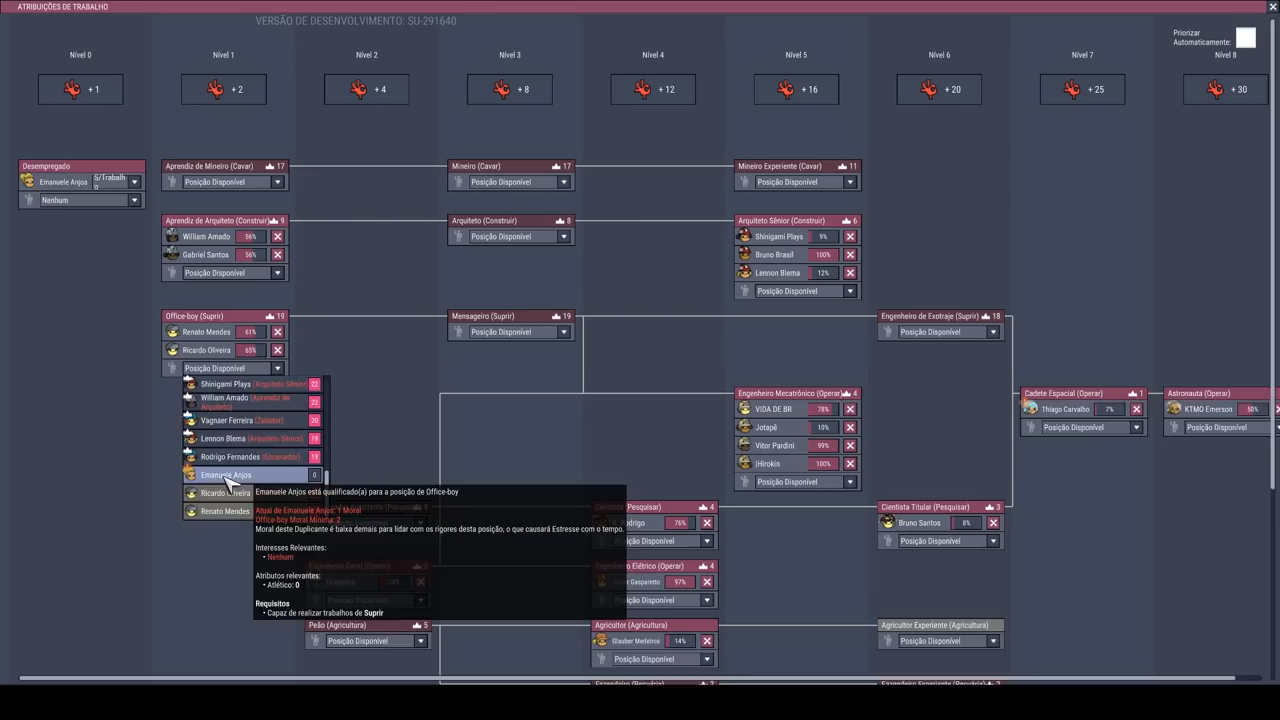 ATRIBUIÇÕES DE TRABALHO
VERSÃO DE DESENVOLVIMENTO: SU-291640
Priorizar
Automaticamente:
Nível 0
Nível 1
Nível 2
Nível 3
Nível 4
Nível 5
Nível 6
Nível 7
Nível 8
+ 1
+ 2
+ 4
+ 8
+ 12
+ 16
+ 20
+ 25
+ 30
Desempregado
Emanuele Anjos
S/Trabalh
o
Nenhum
Aprendiz de Mineiro (Cavar) 17
Posição Disponível
Mineiro (Cavar) 17
Posição Disponível
Mineiro Experiente (Cavar) 11
Posição Disponível
Aprendiz de Arquiteto (Construir) 9
William Amado 56%
Gabriel Santos 56%
Posição Disponível
Arquiteto (Construir) 8
Posição Disponível
Arquiteto Sênior (Construir) 6
Shinigami Plays 9%
Bruno Brasil 100%
Lennon Blema 12%
Posição Disponível
Office-boy (Suprir) 19
Renato Mendes 61%
Ricardo Oliveira 65%
Posição Disponível
Mensageiro (Suprir) 19
Posição Disponível
Engenheiro de Exotraje (Suprir) 18
Posição Disponível
Shinigami Plays (Arquiteto Sênior) 22
William Amado (Aprendiz de
Arquiteto) 22
Vagnaer Ferreira (Zelador) 20
Lennon Blema (Arquiteto Sênior) 19
Rodrigo Fernandes (Encanador) 19
Emanuele Anjos 0
Ricardo Oliveira
Renato Mendes
Engenheiro Mecatrônico (Operar) 4
VIDA DE BR 78%
Jotapê 10%
Vitor Pardini 99%
|Hirokin 100%
Posição Disponível
Cadete Espacial (Operar) 1
Thiago Carvalho 7%
Posição Disponível
Astronauta (Operar)
KTMO Emerson 50%
Posição Disponível
Emanuele Anjos está qualificado(a) para a posição de Office-boy
Atual de Emanuele Anjos: 1 Moral
Office-boy Moral Mínima: 2
Moral deste Duplicante é baixa demais para lidar com os rigores desta posição, o que causará Estresse com o tempo.
Interesses Relevantes:
• Nenhum
Atributos relevantes:
• Atlético: 0
Requisitos
• Capaz de realizar trabalhos de Suprir
(Pesquisar) 4
Rodrigo 76%
Posição Disponível
Cientista Titular (Pesquisar) 3
Bruno Santos 8%
Posição Disponível
Engenheiro Elétrico (Operar) 4
Gasparetto 97%
Posição Disponível
Peão (Agricultura) 5
Posição Disponível
Agricultor (Agricultura)
Glauber Medeiros 14%
Posição Disponível
Agricultor Experiente (Agricultura)
Posição Disponível